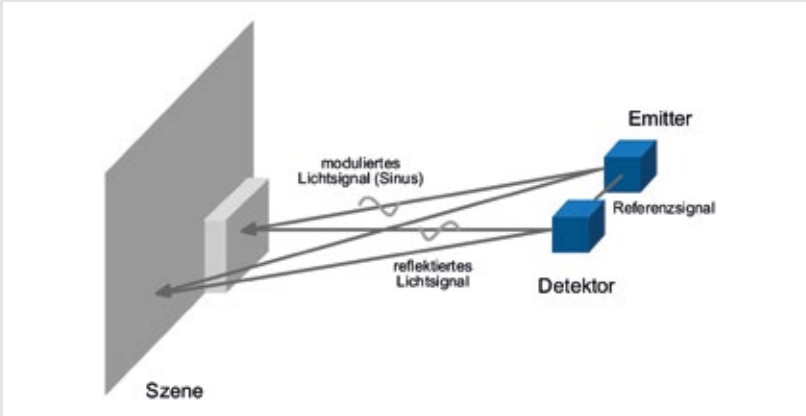 Emitter
moduliertes
Lichtsignal (Sinus)
Referenzsignal
reflektiertes
Lichtsignal
Detektor
Szene